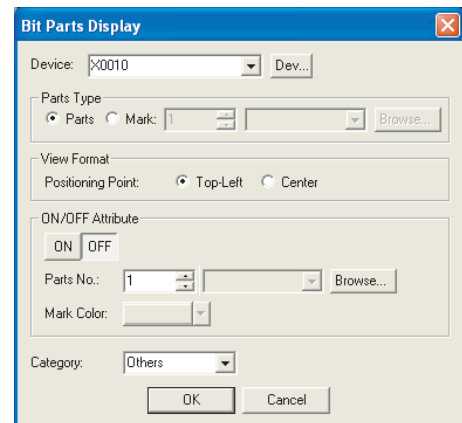 Bit Parts Display
Device: X0010 Dev...
Parts Type
Parts Mark: 1 Browse...
View Format
Positioning Point: Top-Left Center
ON/OFF Attribute
ON OFF
Parts No.: 1 Browse...
Mark Color:
Category: Others
OK Cancel